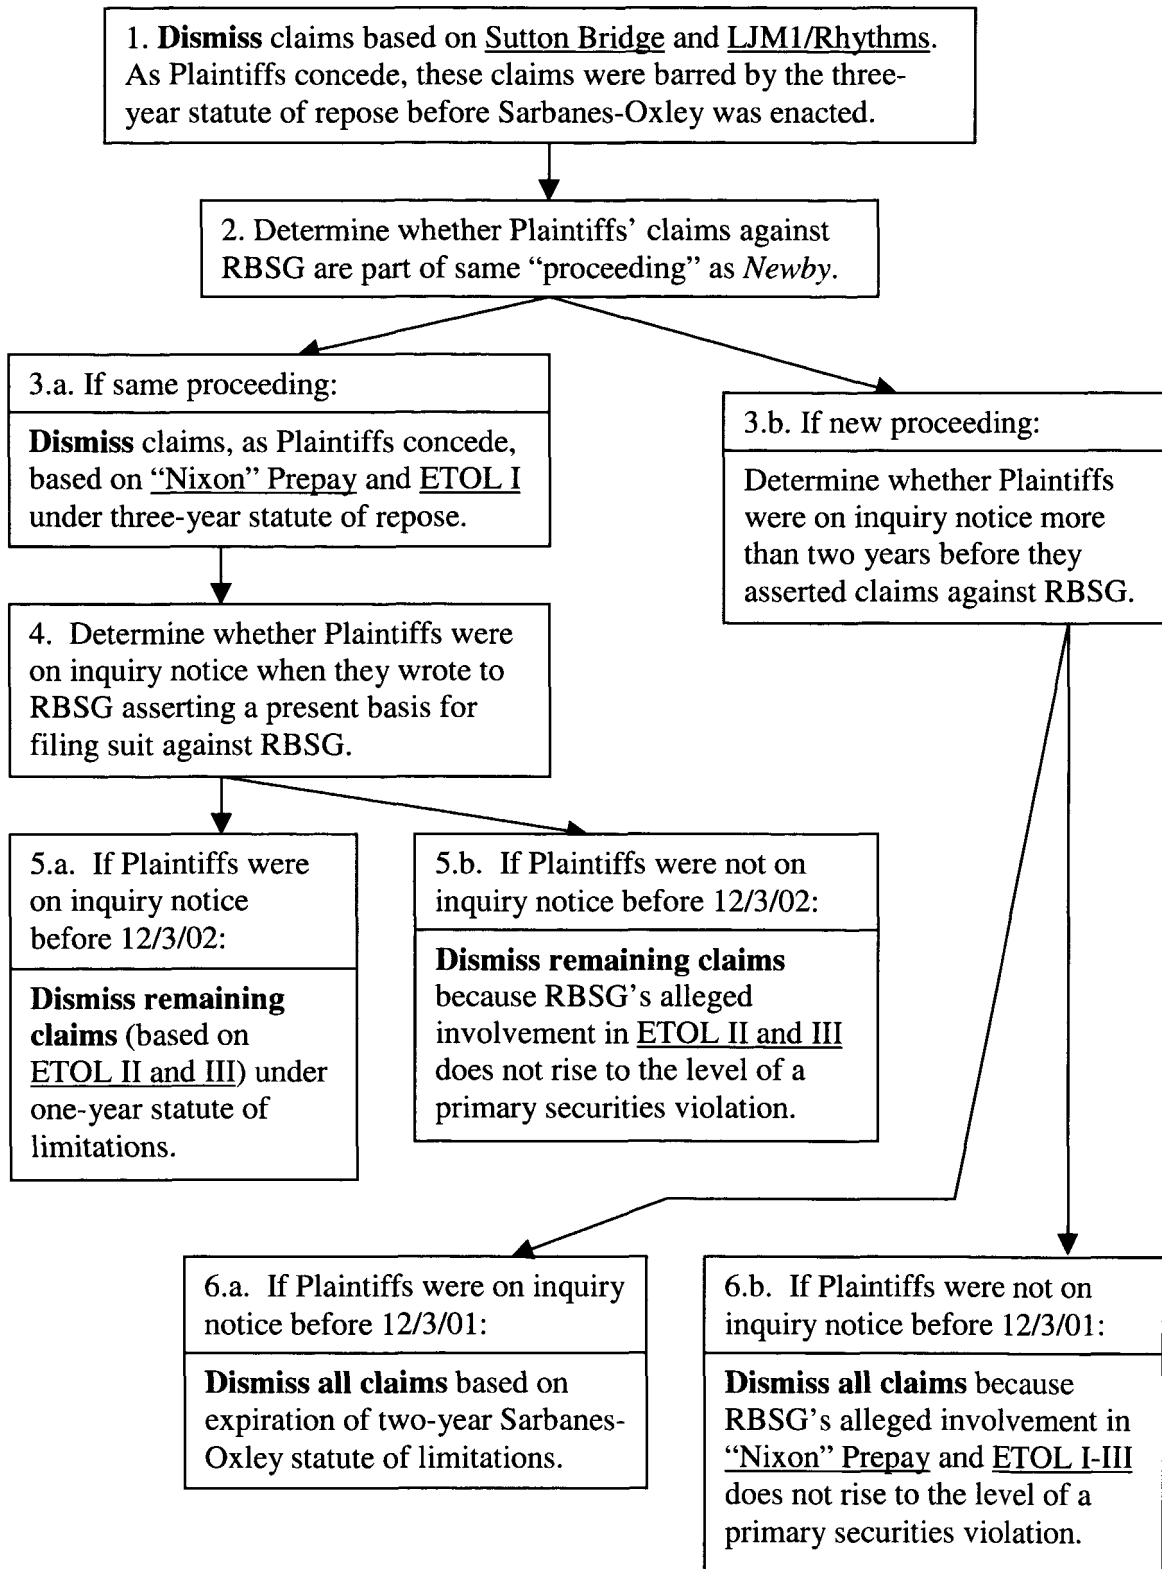 1. Dismiss claims based on Sutton Bridge and LJM1/Rhythms.
As Plaintiffs concede, these claims were barred by the three-
year statute of repose before Sarbanes-Oxley was enacted.
2. Determine whether Plaintiffs’ claims against
RBSG are part of same “proceeding” as Newby.
3.a. If same proceeding:
Dismiss claims, as Plaintiffs concede,
based on “Nixon” Prepay and ETOL I
under three-year statute of repose.
3.b. If new proceeding:
Determine whether Plaintiffs
were on inquiry notice more
than two years before they
asserted claims against RBSG.
4. Determine whether Plaintiffs were
on inquiry notice when they wrote to
RBSG asserting a present basis for
filing suit against RBSG.
5.a. If Plaintiffs were
on inquiry notice
before 12/3/02:
Dismiss remaining
claims (based on
ETOL II and III) under
one-year statute of
limitations.
5.b. If Plaintiffs were not on
inquiry notice before 12/3/02:
Dismiss remaining claims
because RBSG’s alleged
involvement in ETOL II and III
does not rise to the level of a
primary securities violation.
6.a. If Plaintiffs were on inquiry
notice before 12/3/01:
Dismiss all claims based on
expiration of two-year Sarbanes-
Oxley statute of limitations.
6.b. If Plaintiffs were not on
inquiry notice before 12/3/01:
Dismiss all claims because
RBSG’s alleged involvement in
“Nixon” Prepay and ETOL I-III
does not rise to the level of a
primary securities violation.